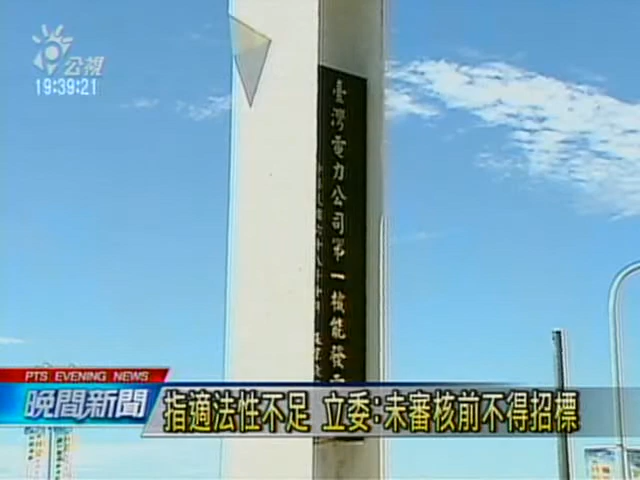 公視
19:39:21
臺灣電力公司第一核能發
PTS EVENING NEWS
晚間新聞
指適法性不足 立委:未審核前不得招標